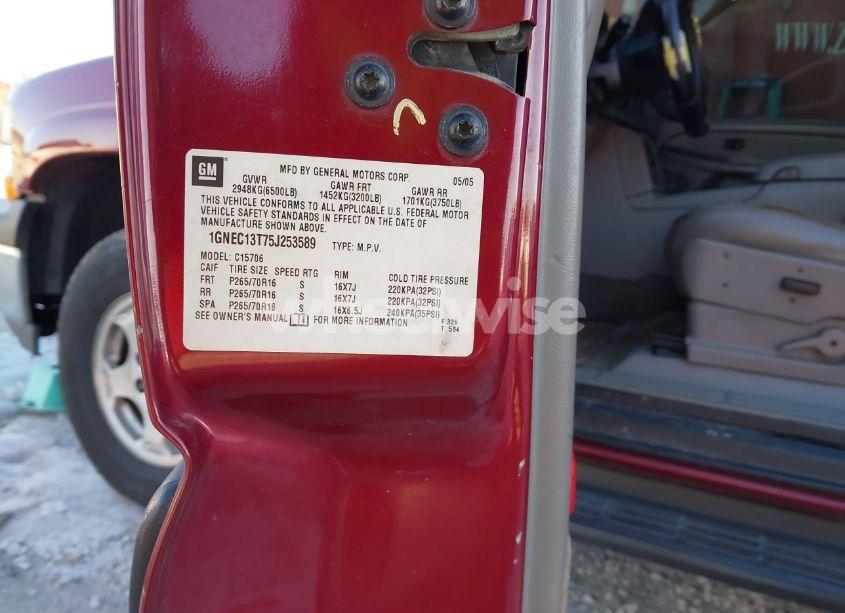 GM
MFD BY GENERAL MOTORS CORP. 05/05
GVWR GAWR FRT GAWR RR
2948KG(6500LB) 1452KG(3200LB) 1701KG(3750LB)
THIS VEHICLE CONFORMS TO ALL APPLICABLE U.S. FEDERAL MOTOR
VEHICLE SAFETY STANDARDS IN EFFECT ON THE DATE OF
MANUFACTURE SHOWN ABOVE.
1GNEC13T75J253589 TYPE: M.P.V.
MODEL: C15706
CAIF TIRE SIZE SPEED RTG RIM COLD TIRE PRESSURE
FRT P265/70R16 S 16X7J 220KPA(32PSI)
RR P265/70R16 S 16X7J 220KPA(32PSI)
SPA P265/70R16 S 16X6.5J 240KPA(35PSI)
SEE OWNER'S MANUAL FOR MORE INFORMATION.
F 326
T 594